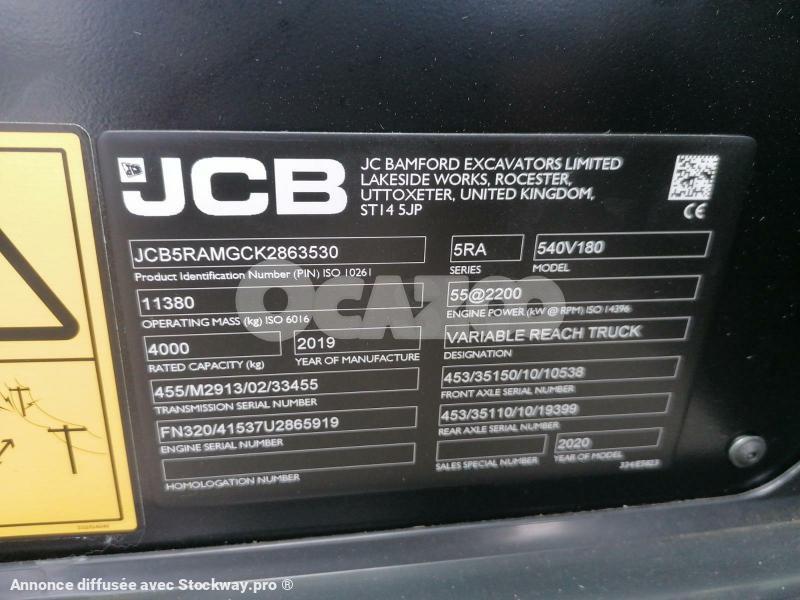 JCB
JC BAMFORD EXCAVATORS LIMITED
LAKESIDE WORKS, ROCESTER,
UTTOXETER, UNITED KINGDOM,
ST14 5JP
CE
JCB5RAMGCK2863530
Product Identification Number (PIN) ISO 10261
5RA
SERIES
540V180
MODEL
11380
OPERATING MASS (kg) ISO 6016
55@2200
ENGINE POWER (kW @ RPM) ISO 14396
4000
RATED CAPACITY (kg)
2019
YEAR OF MANUFACTURE
VARIABLE REACH TRUCK
DESIGNATION
455/M2913/02/33455
TRANSMISSION SERIAL NUMBER
453/35150/10/10538
FRONT AXLE SERIAL NUMBER
FN320/41537U2865919
ENGINE SERIAL NUMBER
453/35110/10/19399
REAR AXLE SERIAL NUMBER
HOMOLOGATION NUMBER
SALES SPECIAL NUMBER
2020
YEAR OF MODEL
OCAZOO
Annonce diffusée avec Stockway.pro ®